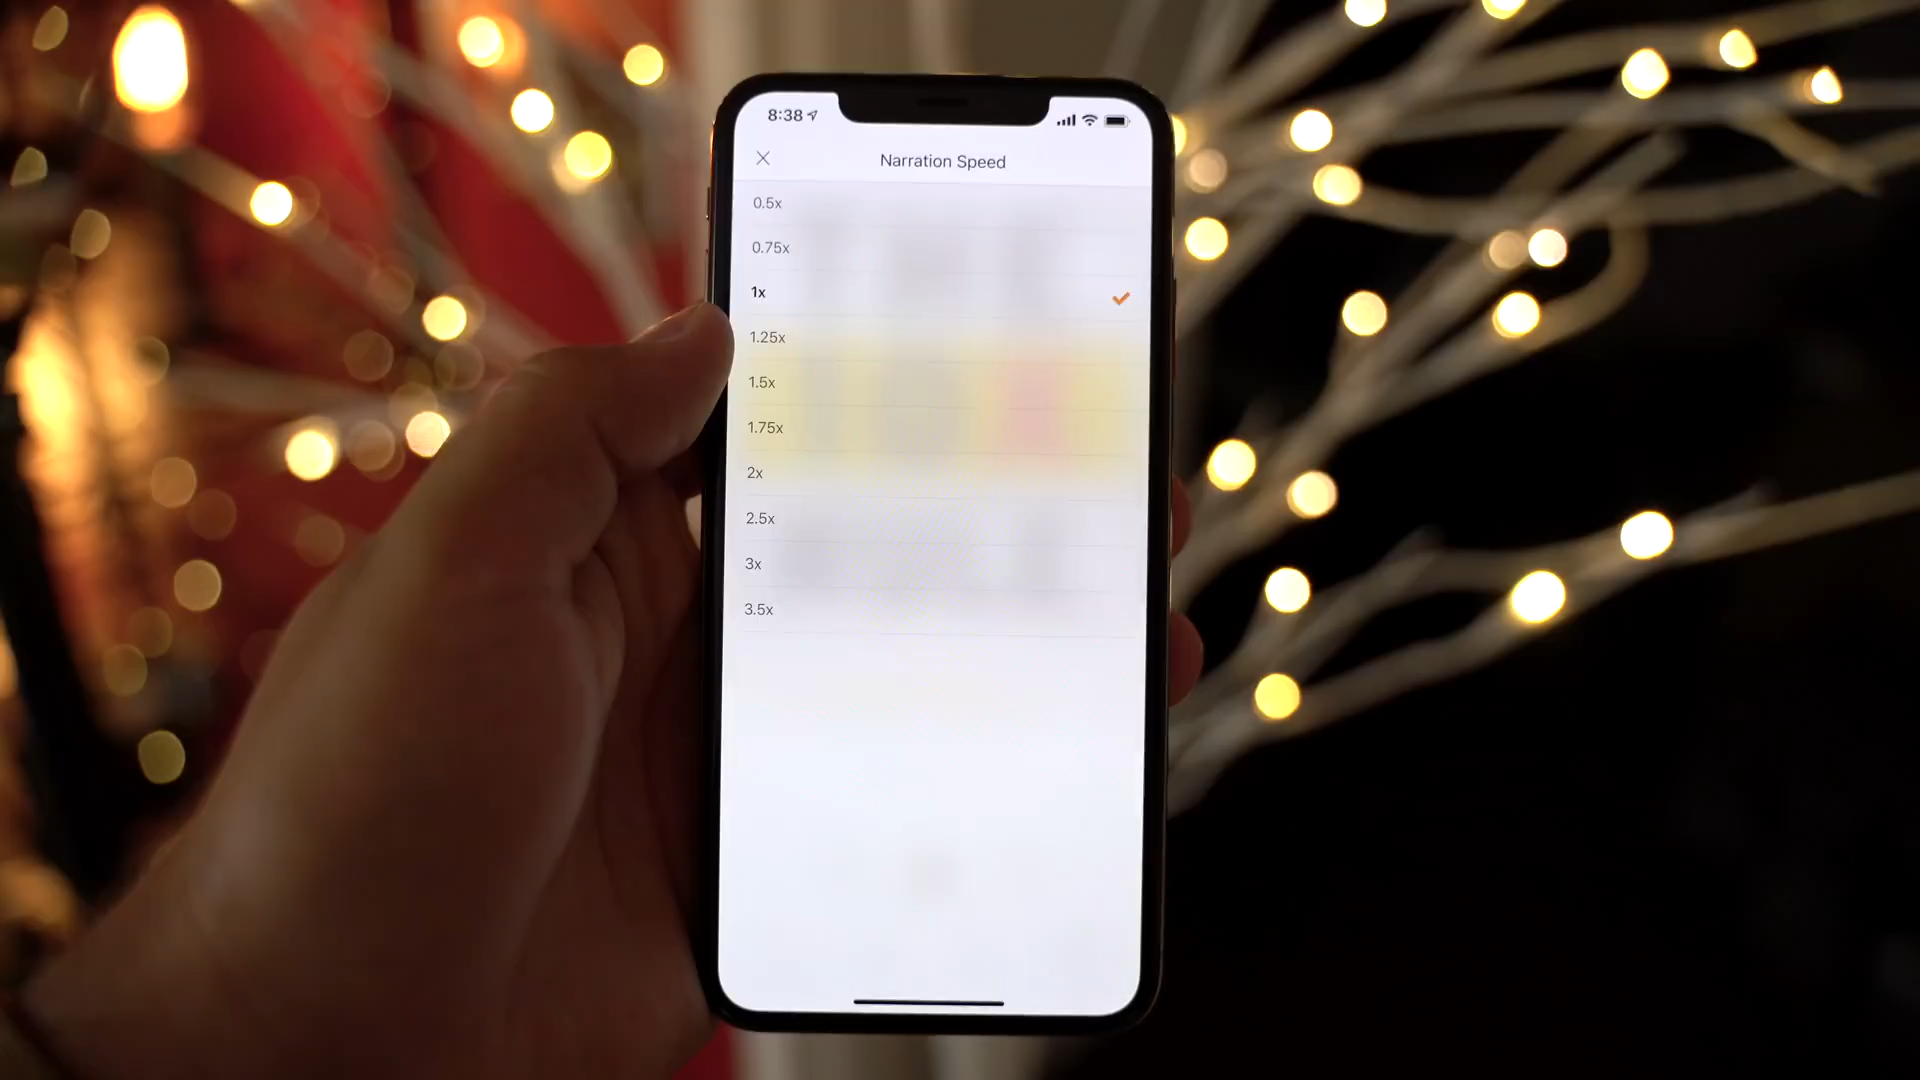 8:38
Narration Speed
0.5x
0.75x
1x
1.25x
1.5x
1.75x
2x
2.5x
3x
3.5x